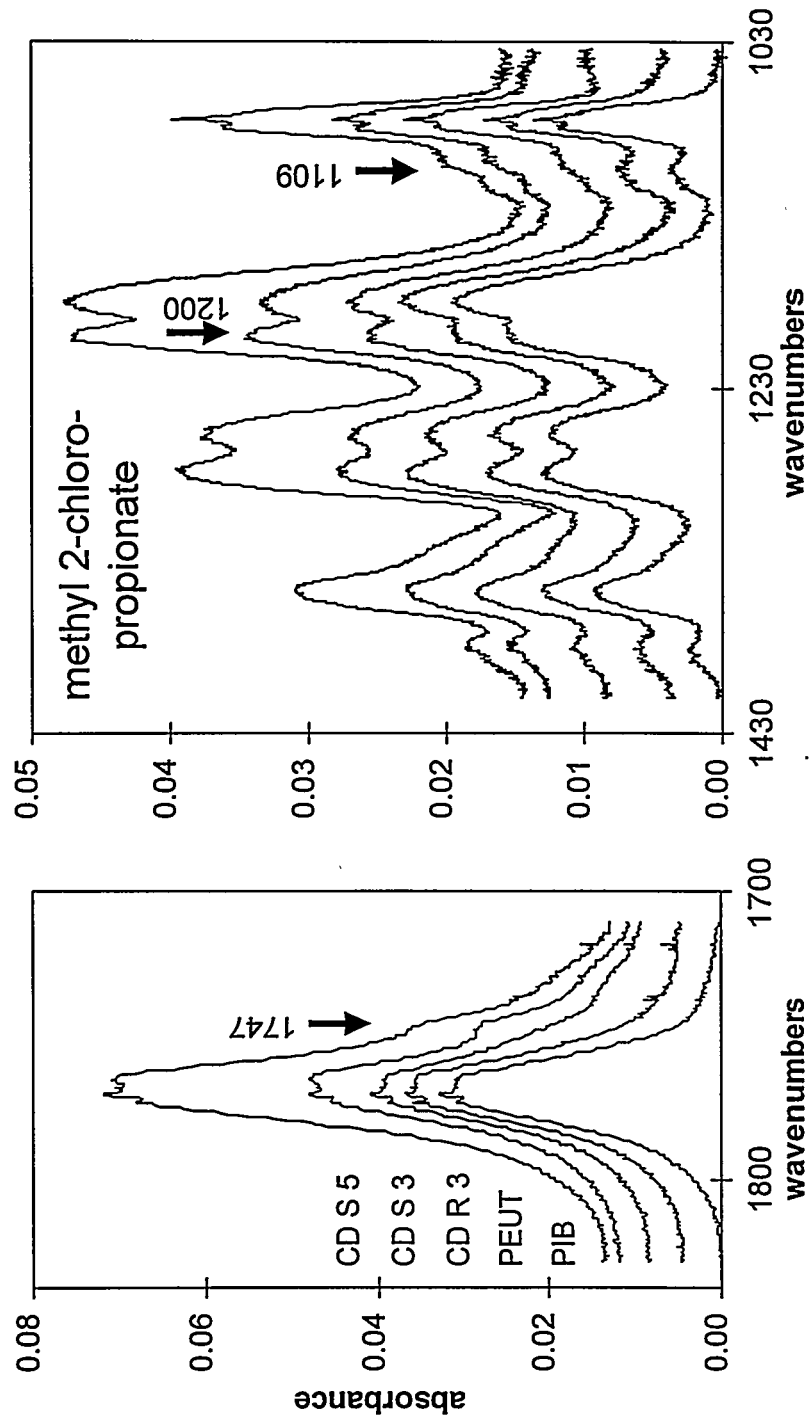 absorbance
0.08
0.06
0.04
0.02
0.00
CD S 5
CD S 3
CD R 3
PEUT
PIB
1747
1800
1700
wavenumbers
0.05
0.04
0.03
0.02
0.01
0.00
methyl 2-chloro-
propionate
1200
1109
1430
1230
1030
wavenumbers